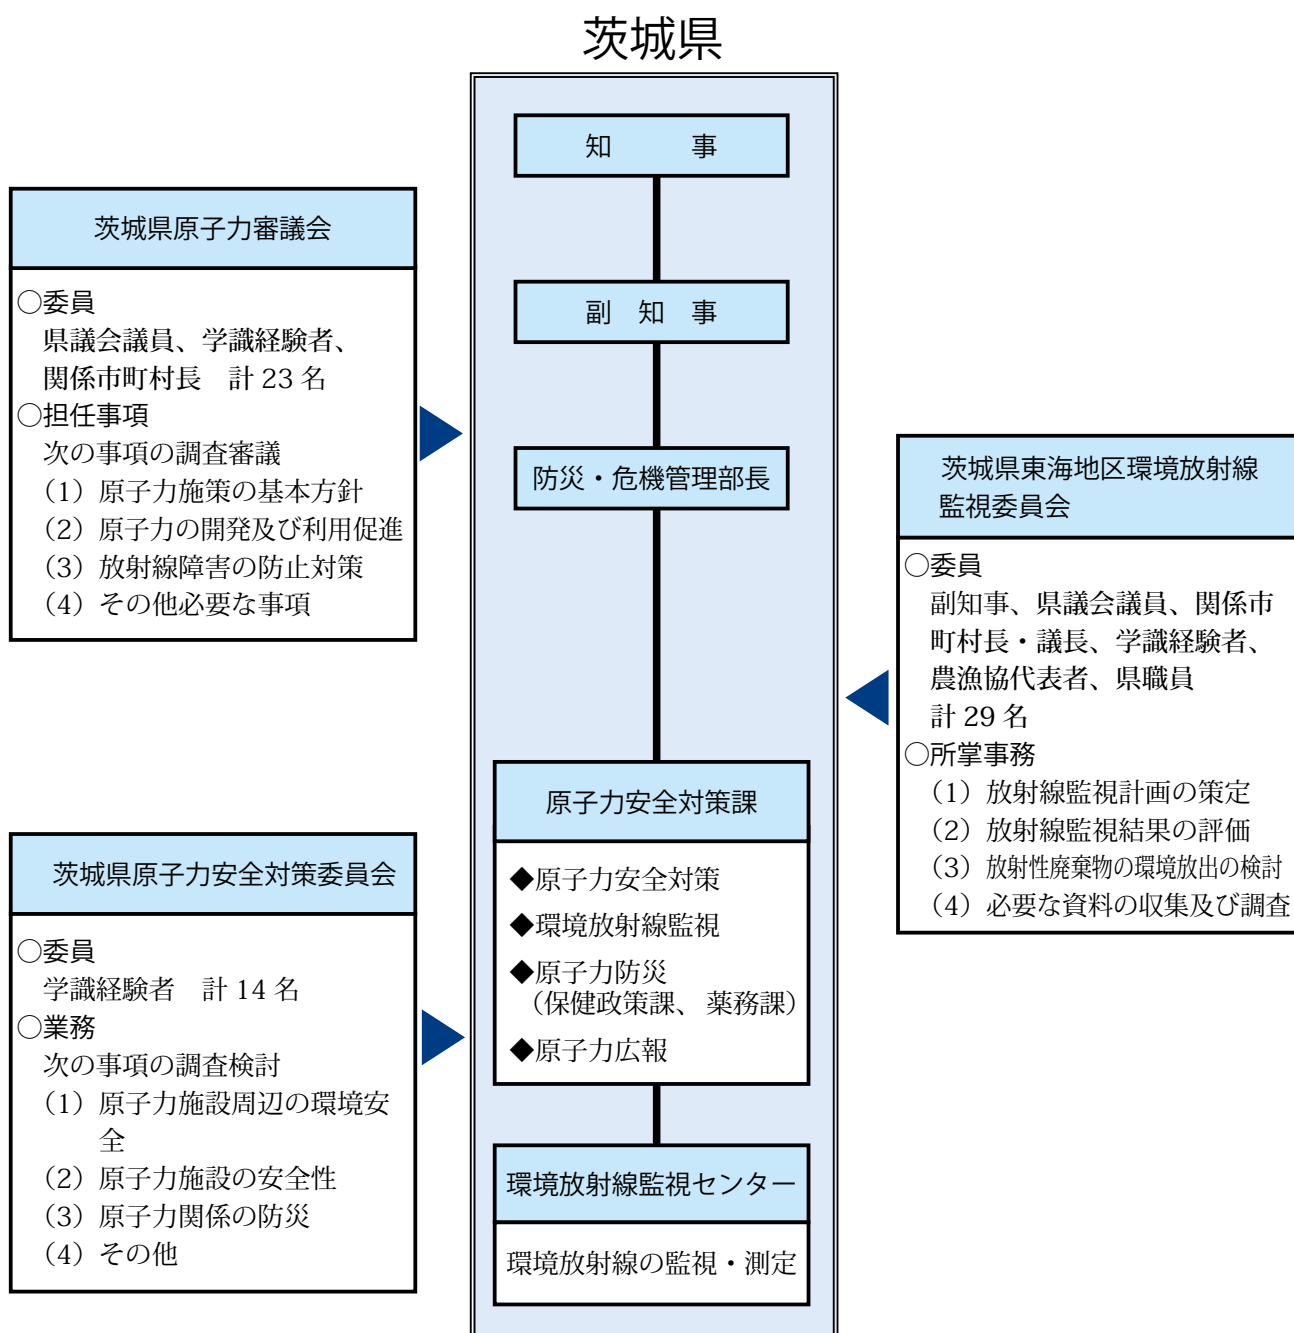 茨城県
知　事
副 知 事
防災・危機管理部長
原子力安全対策課
◆原子力安全対策
◆環境放射線監視
◆原子力防災
（保健政策課、薬務課）
◆原子力広報
環境放射線監視センター
環境放射線の監視・測定
茨城県原子力審議会
○委員
県議会議員、学識経験者、
関係市町村長　計 23 名
○担任事項
次の事項の調査審議
（1）原子力施策の基本方針
（2）原子力の開発及び利用促進
（3）放射線障害の防止対策
（4）その他必要な事項
茨城県原子力安全対策委員会
○委員
学識経験者　計 14 名
○業務
次の事項の調査検討
（1）原子力施設周辺の環境安
全
（2）原子力施設の安全性
（3）原子力関係の防災
（4）その他
茨城県東海地区環境放射線
監視委員会
○委員
副知事、県議会議員、関係市
町村長・議長、学識経験者、
農漁協代表者、県職員
計 29 名
○所掌事務
（1）放射線監視計画の策定
（2）放射線監視結果の評価
（3）放射性廃棄物の環境放出の検討
（4）必要な資料の収集及び調査